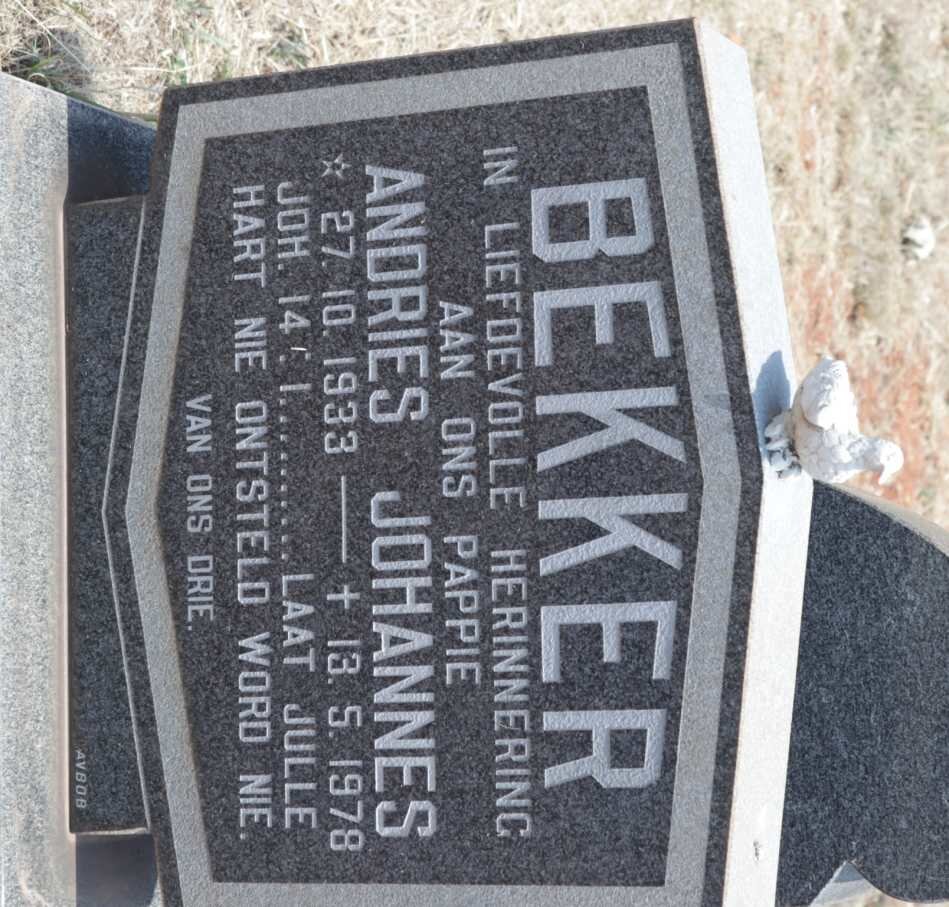 BEKKER
IN LIEFDEVOLLE HERINNERING
AAN ONS PAPPIE
ANDRIES JOHANNES
☆ 27. 10. 1933 — + 13. 5. 1978
JOH. 14 : 1........... LAAT JULLE
HART NIE ONTSTELD WORD NIE.
VAN ONS DRIE.
AVBOB